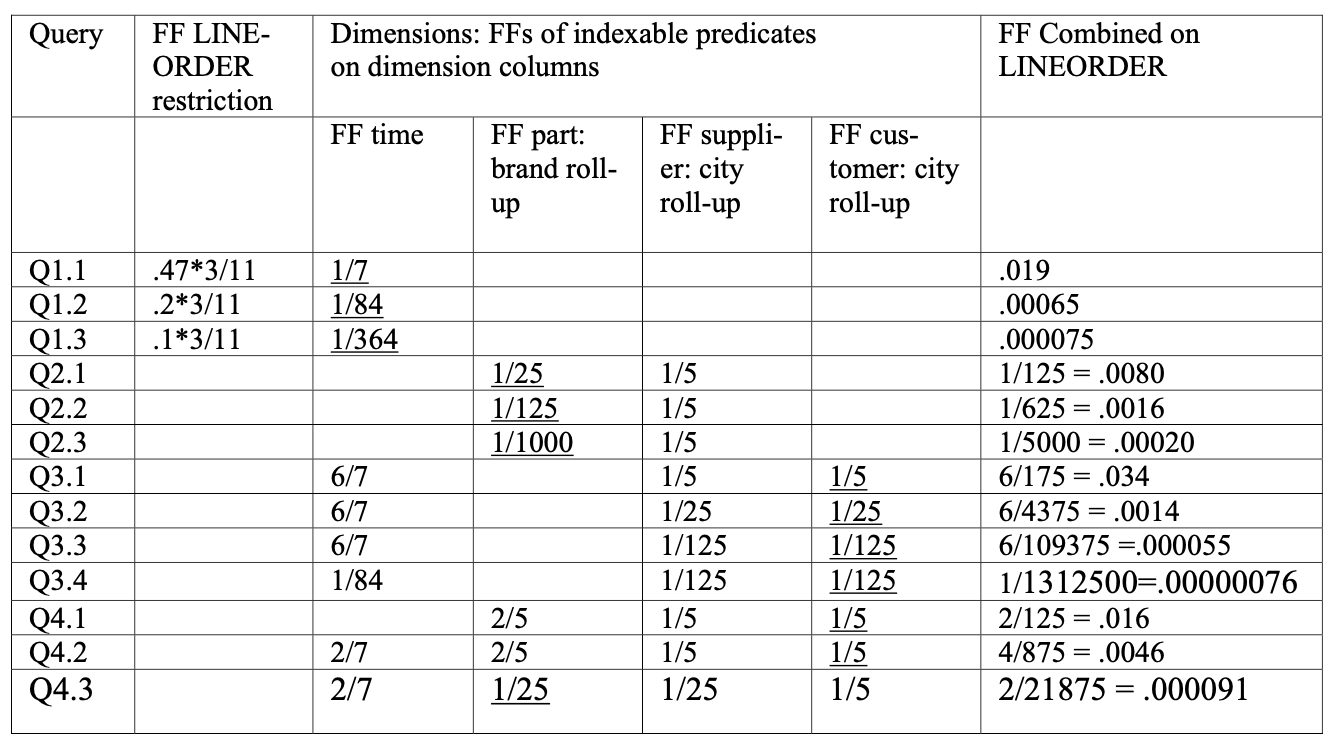 Query FF LINE- Dimensions: FFs of indexable predicates FF Combined on
ORDER on dimension columns LINEORDER
restriction
FF time FF part: FF suppli- FF cus-
brand roll- er: city tomer: city
up roll-up roll-up
Q1.1 .47*3/11 1/7 .019
Q1.2 .2*3/11 1/84 .00065
Q1.3 .1*3/11 1/364 .000075
Q2.1 1/25 1/5 1/125 = .0080
Q2.2 1/125 1/5 1/625 = .0016
Q2.3 1/1000 1/5 1/5000 = .00020
Q3.1 6/7 1/5 1/5 6/175 = .034
Q3.2 6/7 1/25 1/25 6/4375 = .0014
Q3.3 6/7 1/125 1/125 6/109375 =.000055
Q3.4 1/84 1/125 1/125 1/1312500=.00000076
Q4.1 2/5 1/5 1/5 2/125 = .016
Q4.2 2/7 2/5 1/5 1/5 4/875 = .0046
Q4.3 2/7 1/25 1/25 1/5 2/21875 = .000091